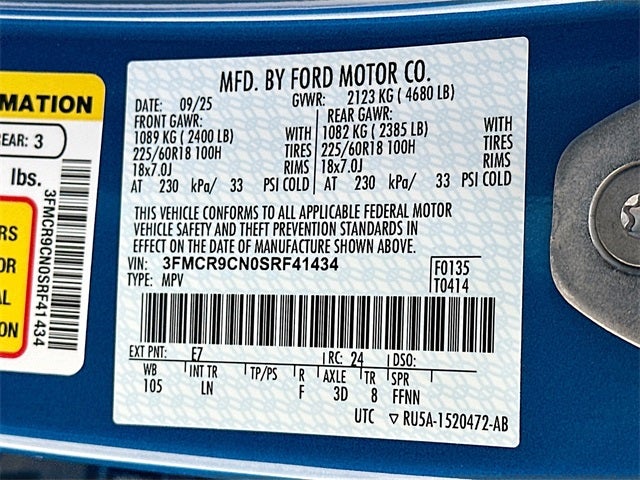 RMATION
EAR: 3
lbs.
RS
OR
AL
ON
3FMCR9CN0SRF41434
MFD. BY FORD MOTOR CO.
DATE: 09/25 GVWR: 2123 KG ( 4680 LB)
FRONT GAWR: REAR GAWR:
1089 KG ( 2400 LB) WITH 1082 KG ( 2385 LB) WITH
225/60R18 100H TIRES 225/60R18 100H TIRES
18x7.0J RIMS 18x7.0J RIMS
AT 230 kPa/ 33 PSI COLD AT 230 kPa/ 33 PSI COLD
THIS VEHICLE CONFORMS TO ALL APPLICABLE FEDERAL MOTOR
VEHICLE SAFETY AND THEFT PREVENTION STANDARDS IN
EFFECT ON THE DATE OF MANUFACTURE SHOWN ABOVE.
VIN: 3FMCR9CN0SRF41434 F0135
TYPE: MPV T0414
EXT PNT: E7 RC: 24 DSO:
WB INT TR TP/PS R AXLE TR SPR
105 LN F 3D 8 FFNN
UTC ▽ RU5A-1520472-AB